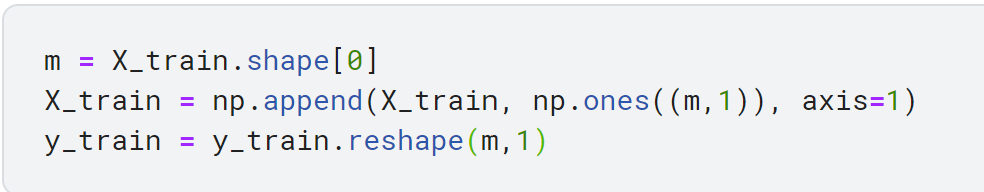 m = X_train.shape[0]
X_train = np.append(X_train, np.ones((m,1)), axis=1)
y_train = y_train.reshape(m,1)